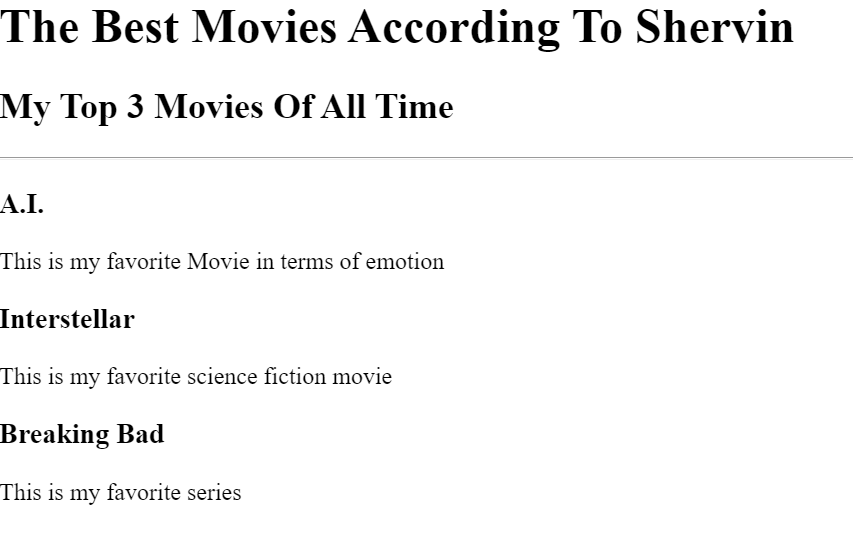 The Best Movies According To Shervin
My Top 3 Movies Of All Time
A.I.
This is my favorite Movie in terms of emotion
Interstellar
This is my favorite science fiction movie
Breaking Bad
This is my favorite series